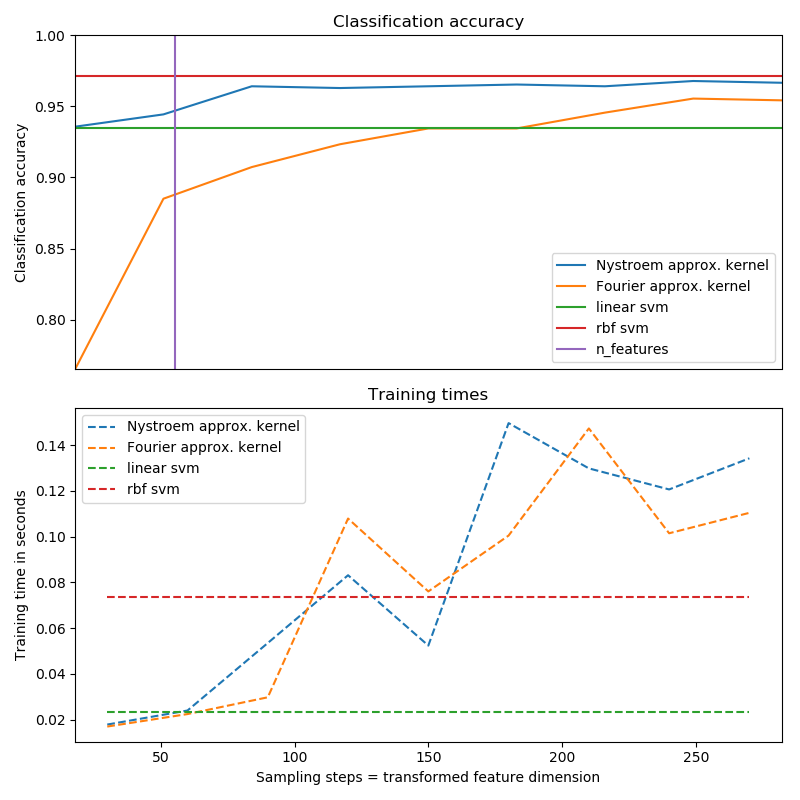 Classification accuracy
1.00
0.95
0.90
0.85
0.80
Classification accuracy
Nystroem approx. kernel
Fourier approx. kernel
linear svm
rbf svm
n_features
Training times
0.14
0.12
0.10
0.08
0.06
0.04
0.02
Training time in seconds
Nystroem approx. kernel
Fourier approx. kernel
linear svm
rbf svm
50
100
150
200
250
Sampling steps = transformed feature dimension